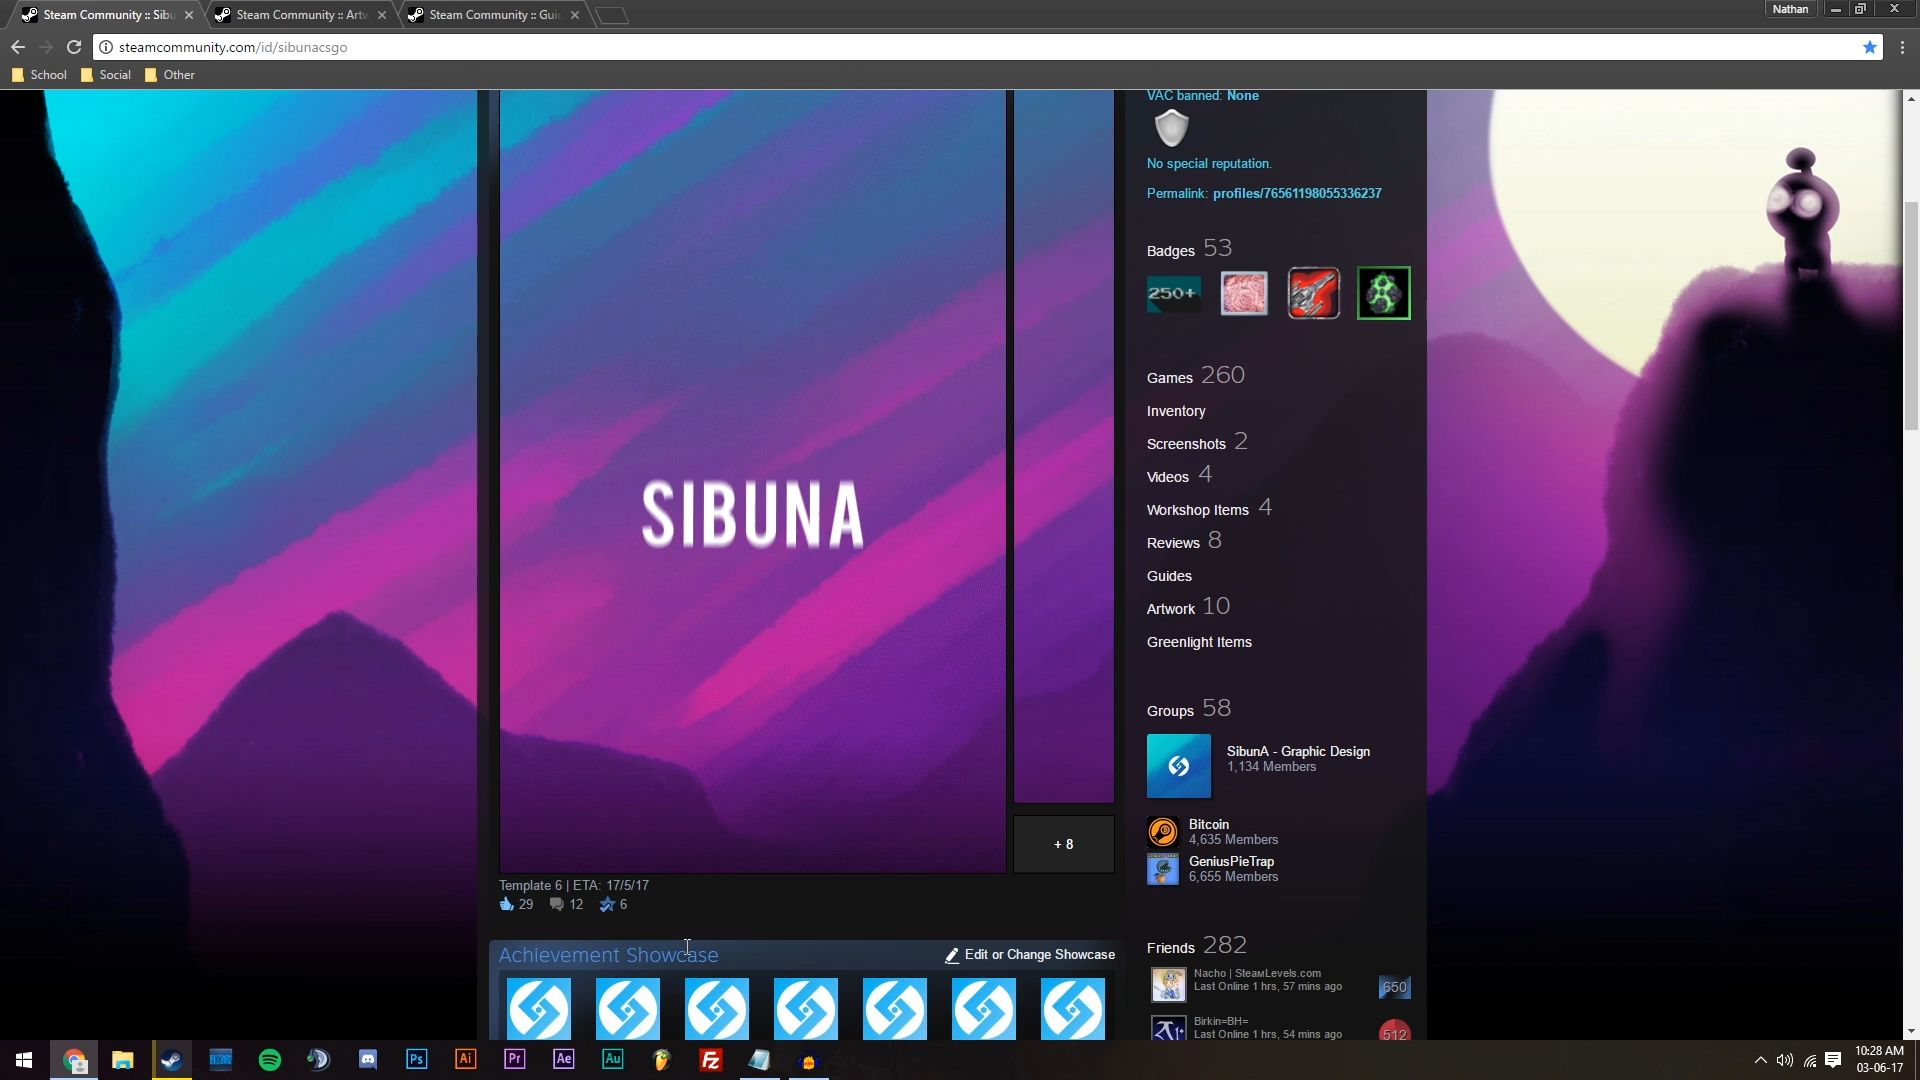 Steam Community :: Sibu
Steam Community :: Artw
Steam Community :: Guid
Nathan
steamcommunity.com/id/sibunacsgo
School
Social
Other
SIBUNA
+ 8
Template 6 | ETA: 17/5/17
29
12
6
Achievement Showcase
Edit or Change Showcase
VAC banned: None
No special reputation.
Permalink: profiles/76561198055336237
Badges 53
250+
Games 260
Inventory
Screenshots 2
Videos 4
Workshop Items 4
Reviews 8
Guides
Artwork 10
Greenlight Items
Groups 58
SibunA - Graphic Design
1,134 Members
Bitcoin
4,635 Members
GeniusPieTrap
6,655 Members
Friends 282
Nacho | SteamLevels.com
Last Online 1 hrs, 57 mins ago
650
Birkin=BH=
Last Online 1 hrs, 54 mins ago
512
Ps
Ai
Pr
Ae
Au
FZ
10:28 AM
03-06-17